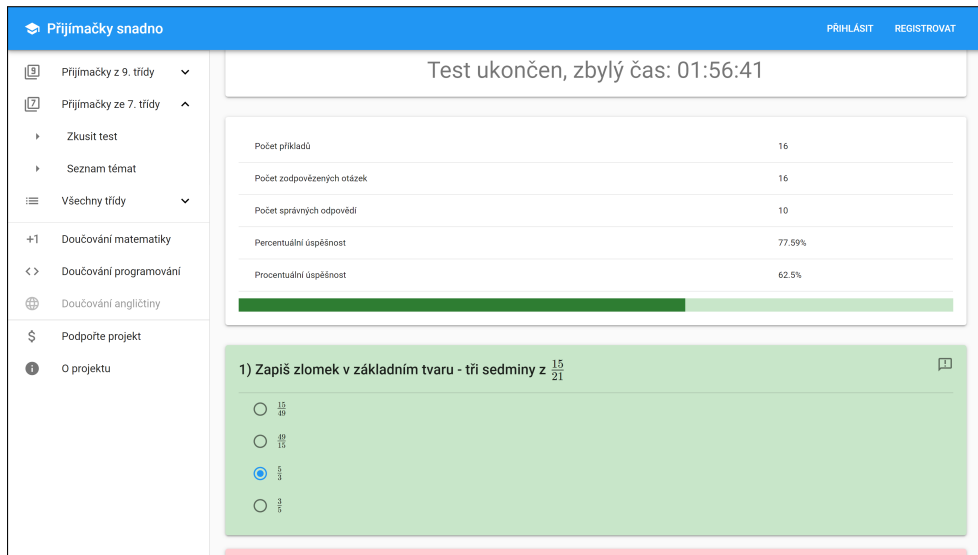 Přijímačky snadno
PŘIHLÁSIT REGISTROVAT
9 Přijímačky z 9. třídy
7 Přijímačky ze 7. třídy
Zkusit test
Seznam témat
Všechny třídy
+1 Doučování matematiky
<> Doučování programování
Doučování angličtiny
$ Podpořte projekt
O projektu
Test ukončen, zbylý čas: 01:56:41
Počet příkladů 16
Počet zodpovězených otázek 16
Počet správných odpovědí 10
Percentuální úspěšnost 77.59%
Procentuální úspěšnost 62.5%
1) Zapiš zlomek v základním tvaru - tři sedminy z 15/21
15/49
49/15
5/3
3/5